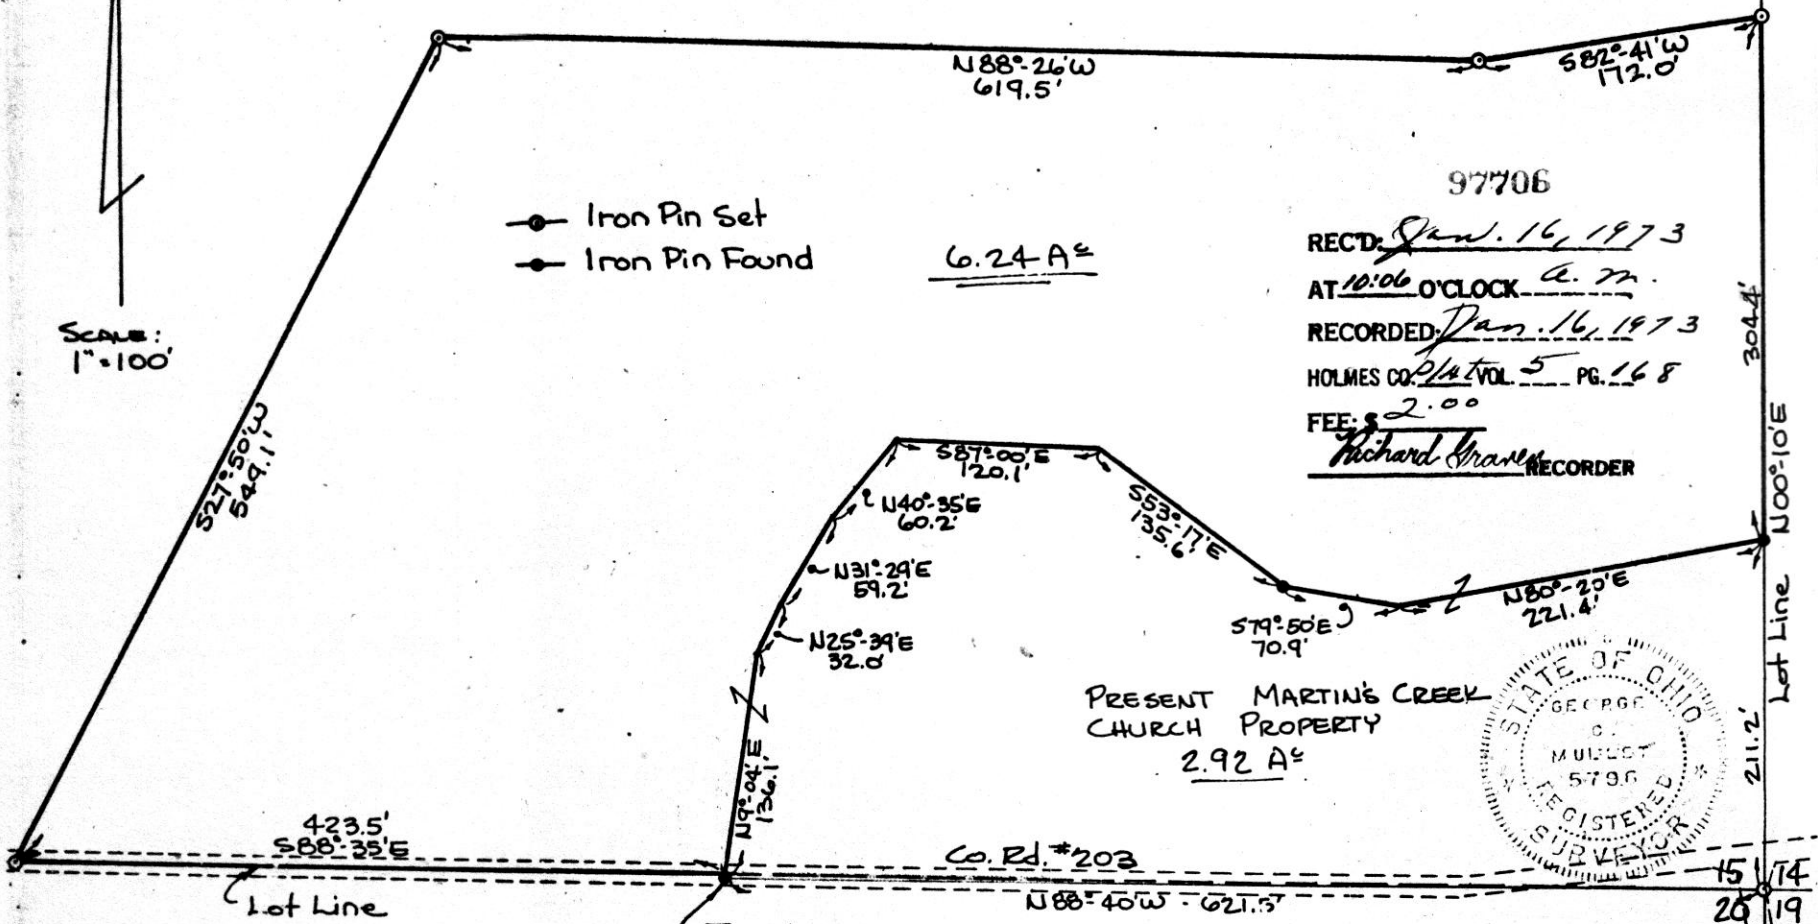 N88°-26'W
619.5'
S82°-41'W
172.0'
Iron Pin Set
Iron Pin Found
6.24 Ac
SCALE:
1"=100'
97706
REC'D: Jan. 16, 1973
AT 10:06 O'CLOCK a. m.
RECORDED: Jan. 16, 1973
HOLMES CO. Plat VOL. 5 PG. 168
FEE: $ 2.00
Richard Graven RECORDER
304.4'
N00°-10'E
Lot Line
211.2'
S27°-50'W
544.1'
S87°-00'E
120.1'
N40°-35'E
60.2'
N31°-29'E
59.2'
N25°-39'E
32.0'
N9°-04'E
136.1'
S53°-17'E
135.6'
S79°-50'E
70.9'
N80°-20'E
221.4'
PRESENT MARTIN'S CREEK
CHURCH PROPERTY
2.92 Ac
STATE OF OHIO
GEORGE
C.
5796
REGISTERED
SURVEYOR
423.5'
S88°-35'E
Lot Line
Co. Rd. #203
N88°-40'W - 621.5'
15 14
20 19